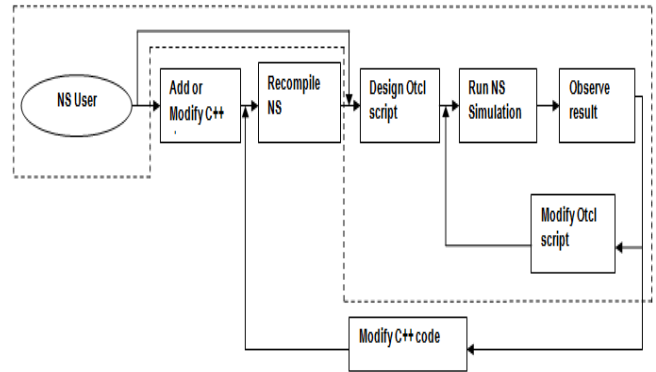 NS User
Add or
Modify C++
Recompile
NS
Design Otcl
script
Run NS
Simulation
Observe
result
Modify Otcl
script
Modify C++ code